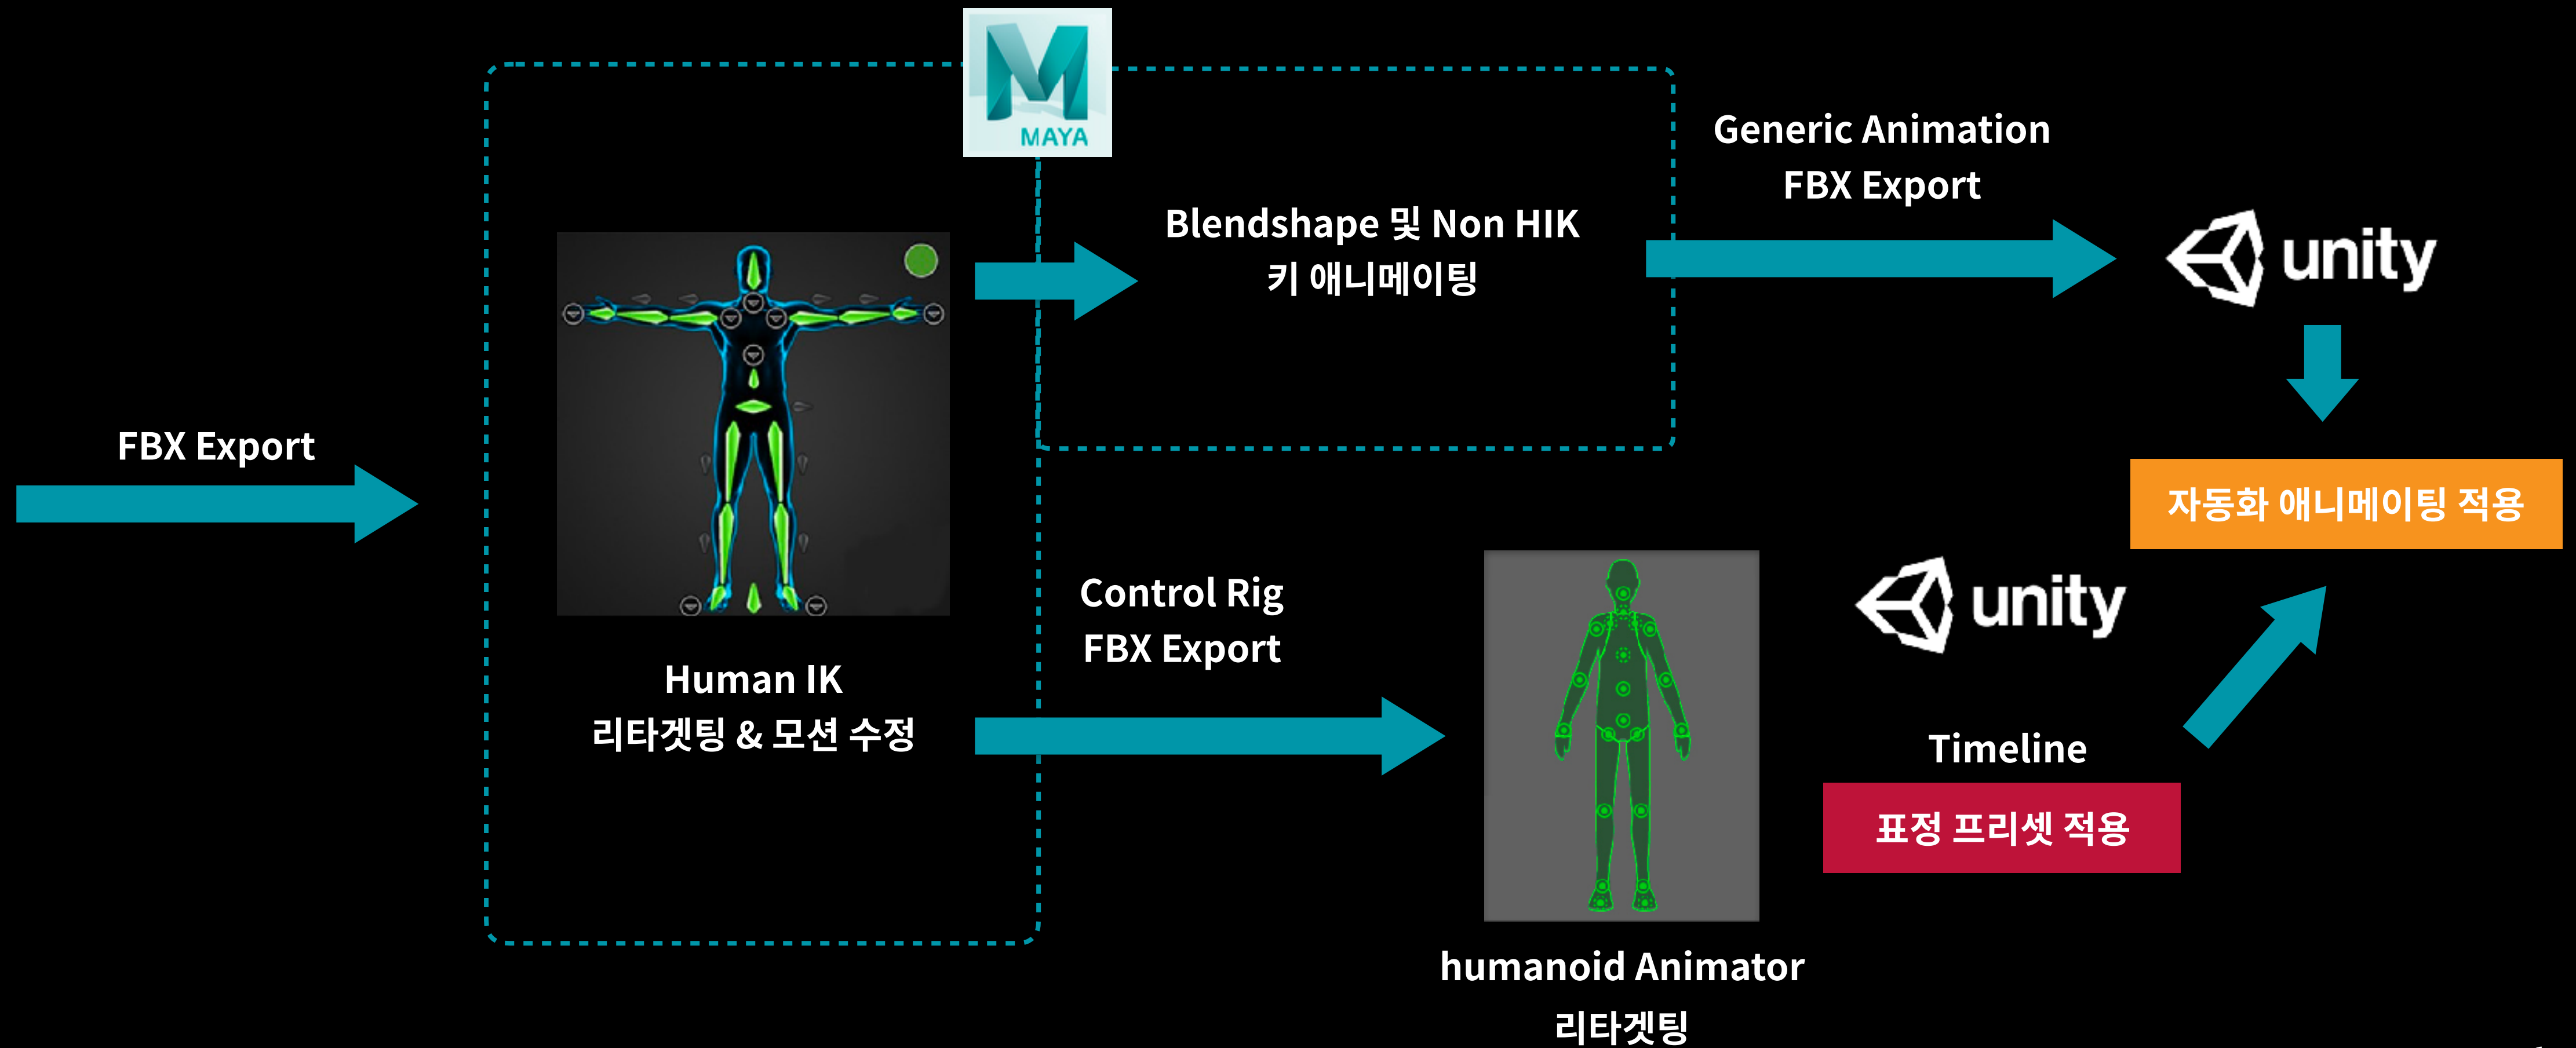 MAYA
Generic Animation
FBX Export
Blendshape 및 Non HIK
키 애니메이팅
unity
FBX Export
자동화 애니메이팅 적용
Control Rig
FBX Export
unity
Human IK
리타겟팅 & 모션 수정
Timeline
표정 프리셋 적용
humanoid Animator
리타겟팅